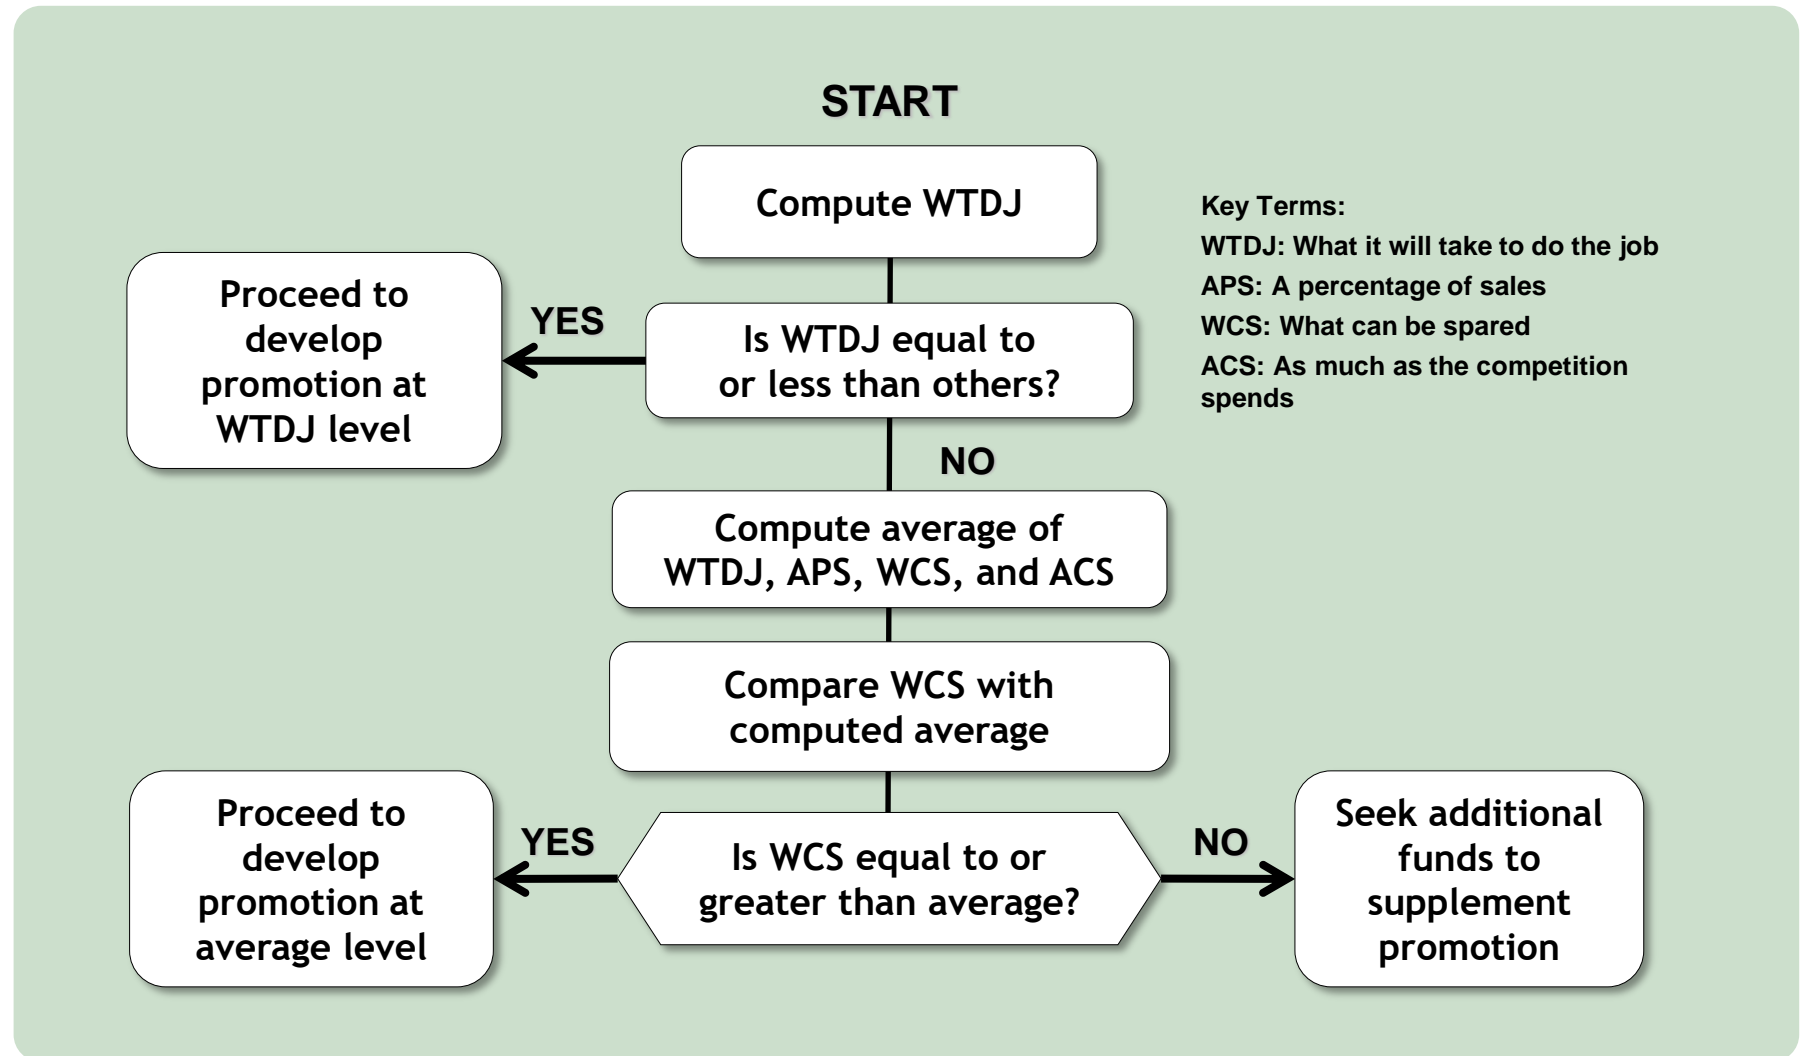 START
Compute WTDJ
Key Terms:
WTDJ: What it will take to do the job
APS: A percentage of sales
WCS: What can be spared
ACS: As much as the competition
spends
Proceed to
develop
promotion at
WTDJ level
YES
Is WTDJ equal to
or less than others?
NO
Compute average of
WTDJ, APS, WCS, and ACS
Compare WCS with
computed average
Proceed to
develop
promotion at
average level
YES
Is WCS equal to or
greater than average?
NO
Seek additional
funds to
supplement
promotion